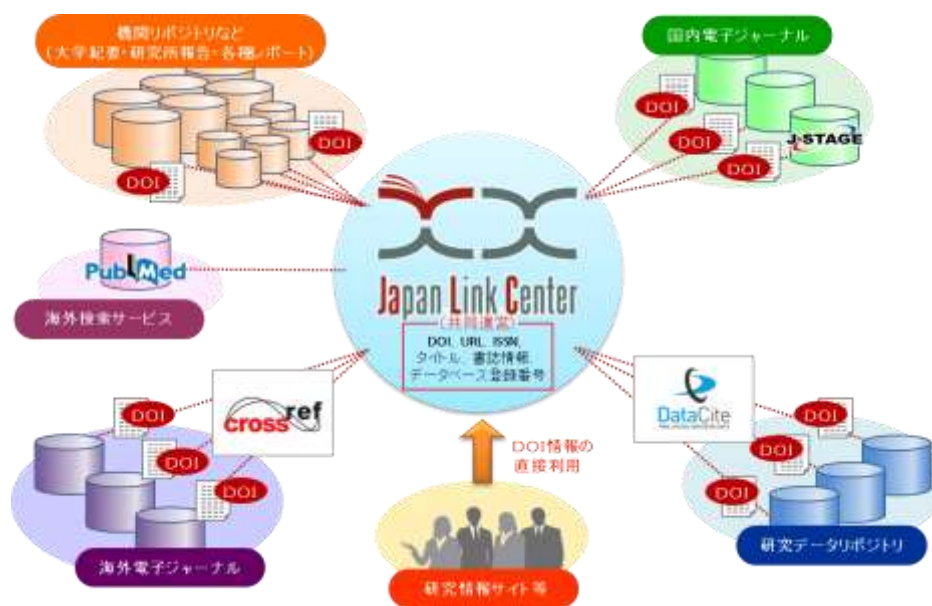 機関リポジトリなど
(大学紀要・研究所報告・各種レポート)
DOI
DOI
国内電子ジャーナル
DOI
DOI
DOI
J-STAGE
PubMed
海外検索サービス
Japan Link Center
(共同運営)
DOI, URL, ISSN,
タイトル、書誌情報、
データベース登録番号
cross ref
DOI
DOI
DOI
海外電子ジャーナル
DOI情報の
直接利用
研究情報サイト等
DataCite
DOI
DOI
DOI
研究データリポジトリ